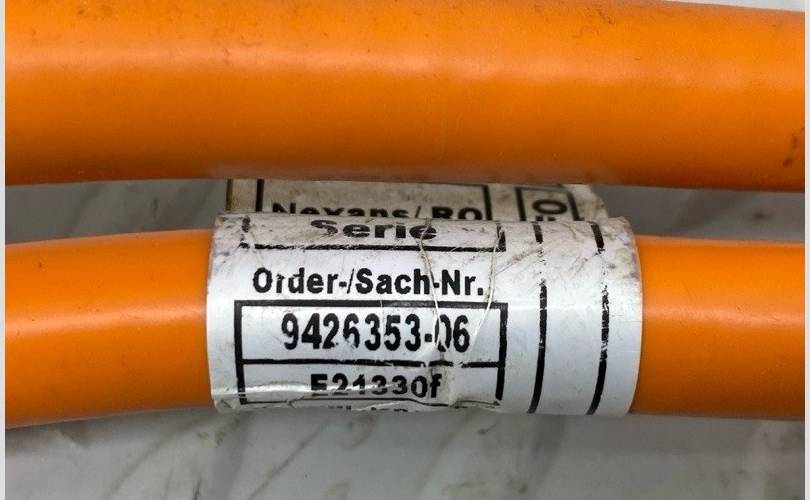 Nexans/ RO
Serie
Order-/Sach-Nr.
9426353-06
E21330f